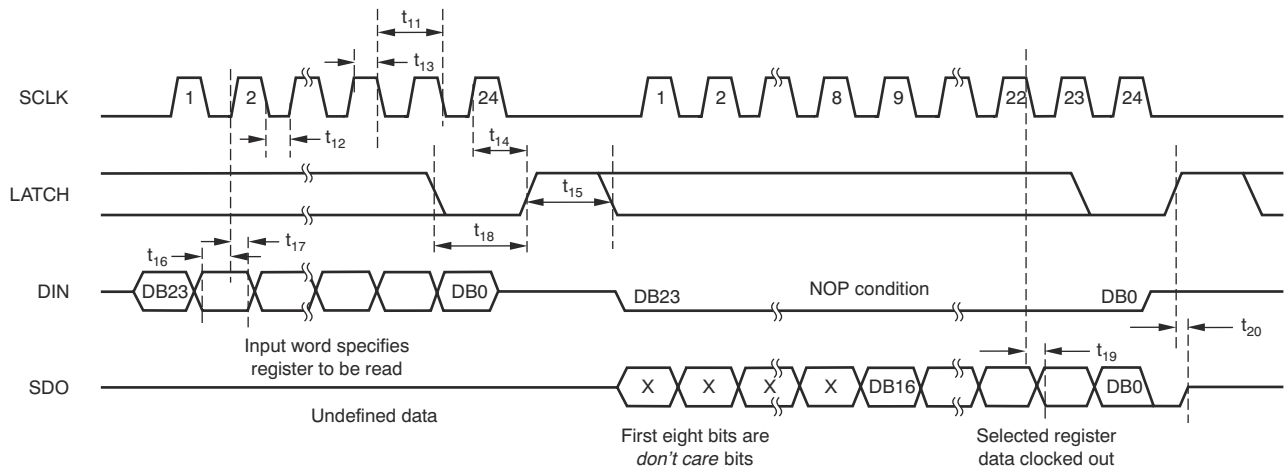 t11
t13
SCLK
1
2
24
1
2
8
9
22
23
24
t12
t14
LATCH
t15
t18
t16
t17
DIN
DB23
DB0
DB23
NOP condition
DB0
t20
Input word specifies
register to be read
t19
SDO
X
X
X
X
DB16
DB0
Undefined data
First eight bits are
don't care bits
Selected register
data clocked out